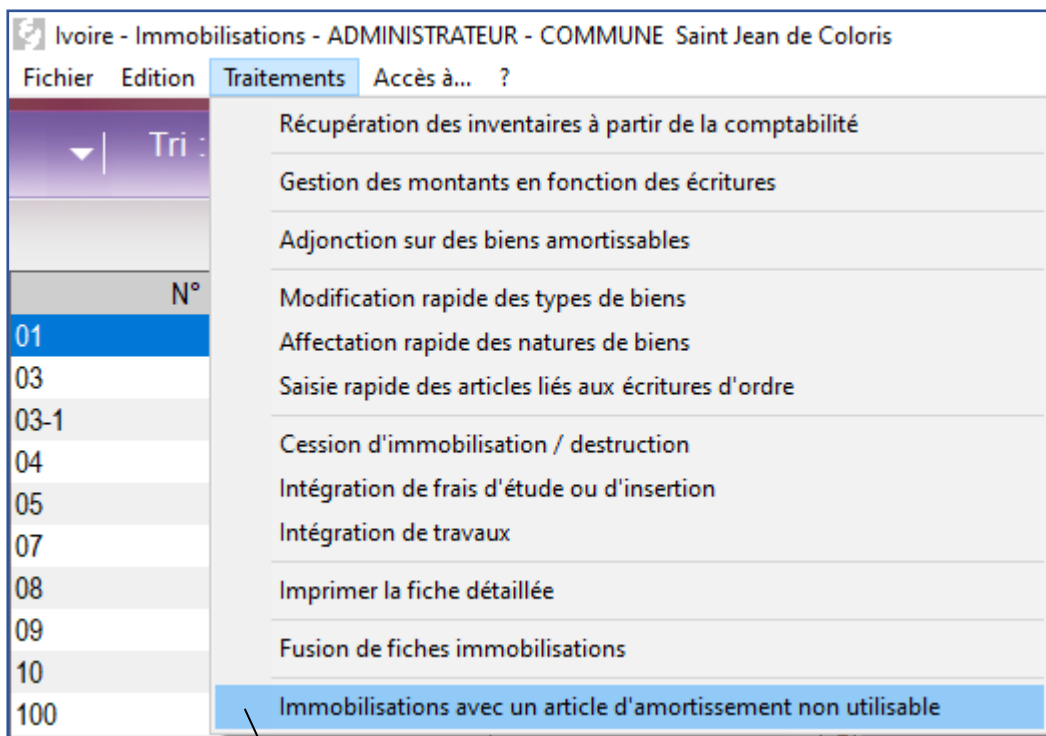 Ivoire - Immobilisations - ADMINISTRATEUR - COMMUNE Saint Jean de Coloris
Fichier Edition Traitements Accès à... ?
Tri :
Récupération des inventaires à partir de la comptabilité
Gestion des montants en fonction des écritures
Adjonction sur des biens amortissables
Modification rapide des types de biens
Affectation rapide des natures de biens
Saisie rapide des articles liés aux écritures d'ordre
Cession d'immobilisation / destruction
Intégration de frais d'étude ou d'insertion
Intégration de travaux
Imprimer la fiche détaillée
Fusion de fiches immobilisations
Immobilisations avec un article d'amortissement non utilisable
N°
01
03
03-1
04
05
07
08
09
10
100